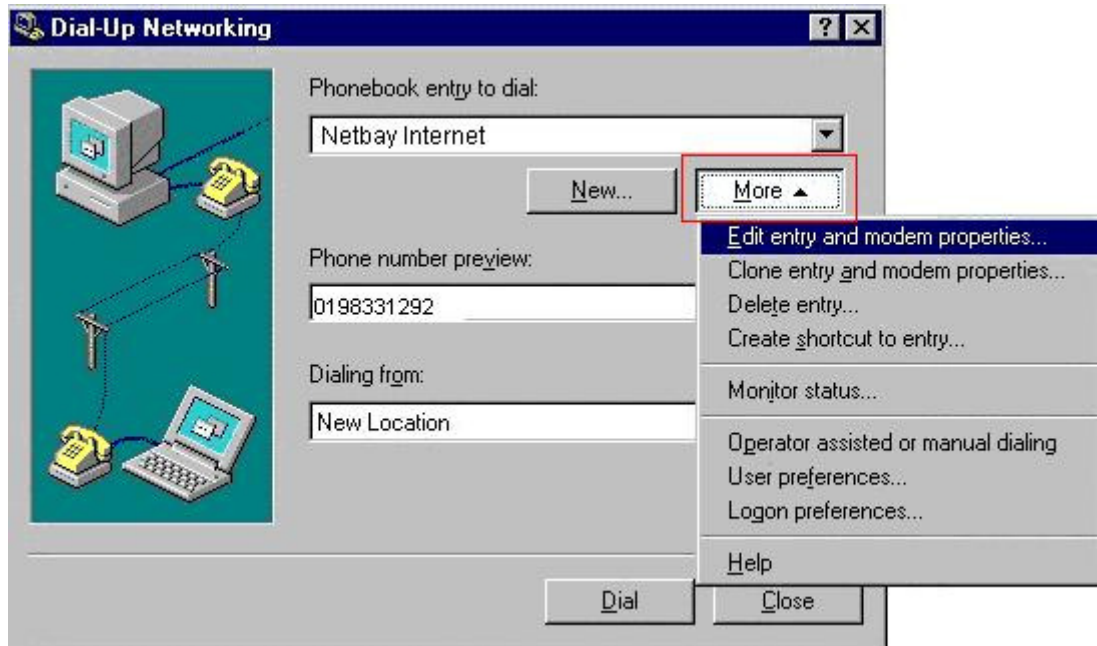 Dial-Up Networking
Phonebook entry to dial:
Netbay Internet
New...
More
Edit entry and modem properties...
Clone entry and modem properties...
Delete entry...
Create shortcut to entry...
Monitor status...
Operator assisted or manual dialing
User preferences...
Logon preferences...
Help
Phone number preview:
0198331292
Dialing from:
New Location
Dial
Close